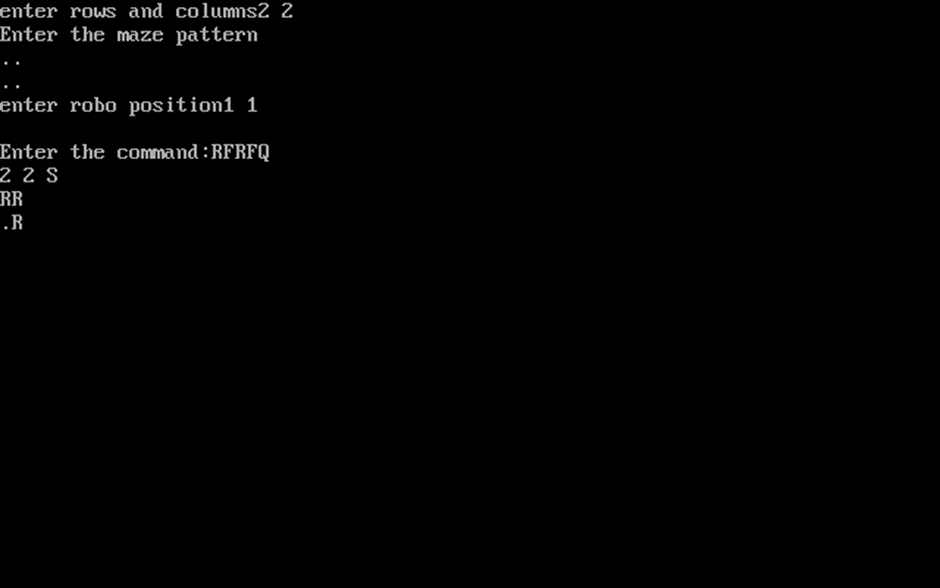 enter rows and columns2 2
Enter the maze pattern
..
..
enter robo position1 1
Enter the command:RFRFQ
2 2 S
RR
.R